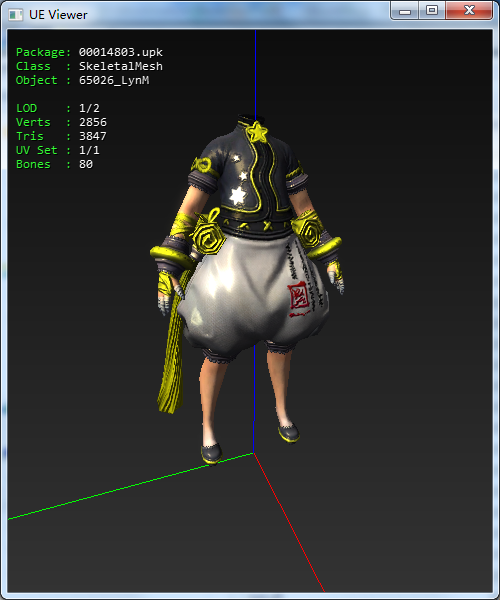 UE Viewer
Package: 00014803.upk
Class : SkeletalMesh
Object : 65026_LynM
LOD : 1/2
Verts : 2856
Tris : 3847
UV Set : 1/1
Bones : 80